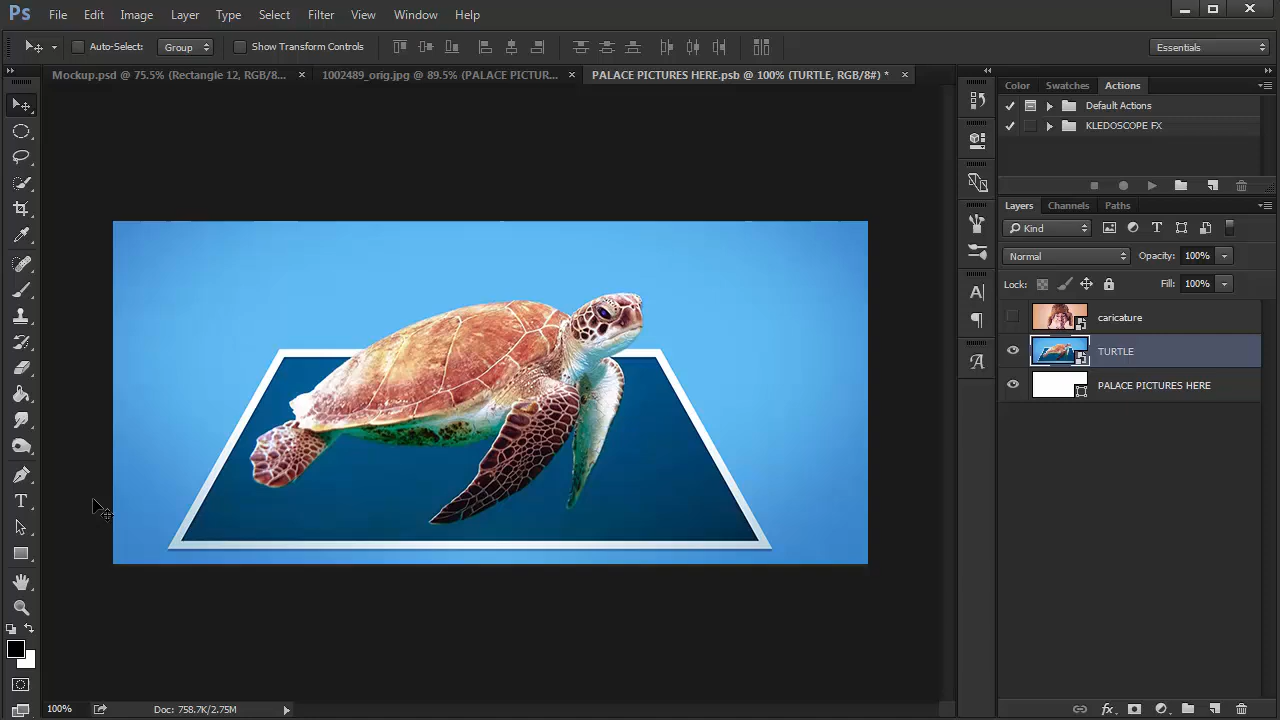 Ps File Edit Image Layer Type Select Filter View Window Help
Auto-Select: Group Show Transform Controls Essentials
Mockup.psd @ 75.5% (Rectangle 12, RGB/8... × 1002489_orig.jpg @ 89.5% (PALACE PICTUR... × PALACE PICTURES HERE.psb @ 100% (TURTLE, RGB/8#) * ×
Color Swatches Actions
Default Actions
KLEDOSCOPE FX
Layers Channels Paths
Kind
Normal Opacity: 100%
Lock: Fill: 100%
caricature
TURTLE
PALACE PICTURES HERE
100% Doc: 758.7K/2.75M